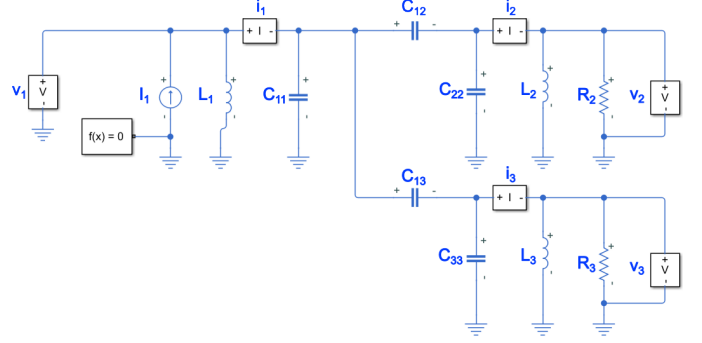 i1 C12 i2
+ - + I - + -  + I -
v1 + V - + I1 - L1 + - C11 + - C22 + - L2 + - R2 + - v2 + V -
f(x) = 0
C13 i3
+ - + I -
C33 + - L3 + - R3 + - v3 + V -